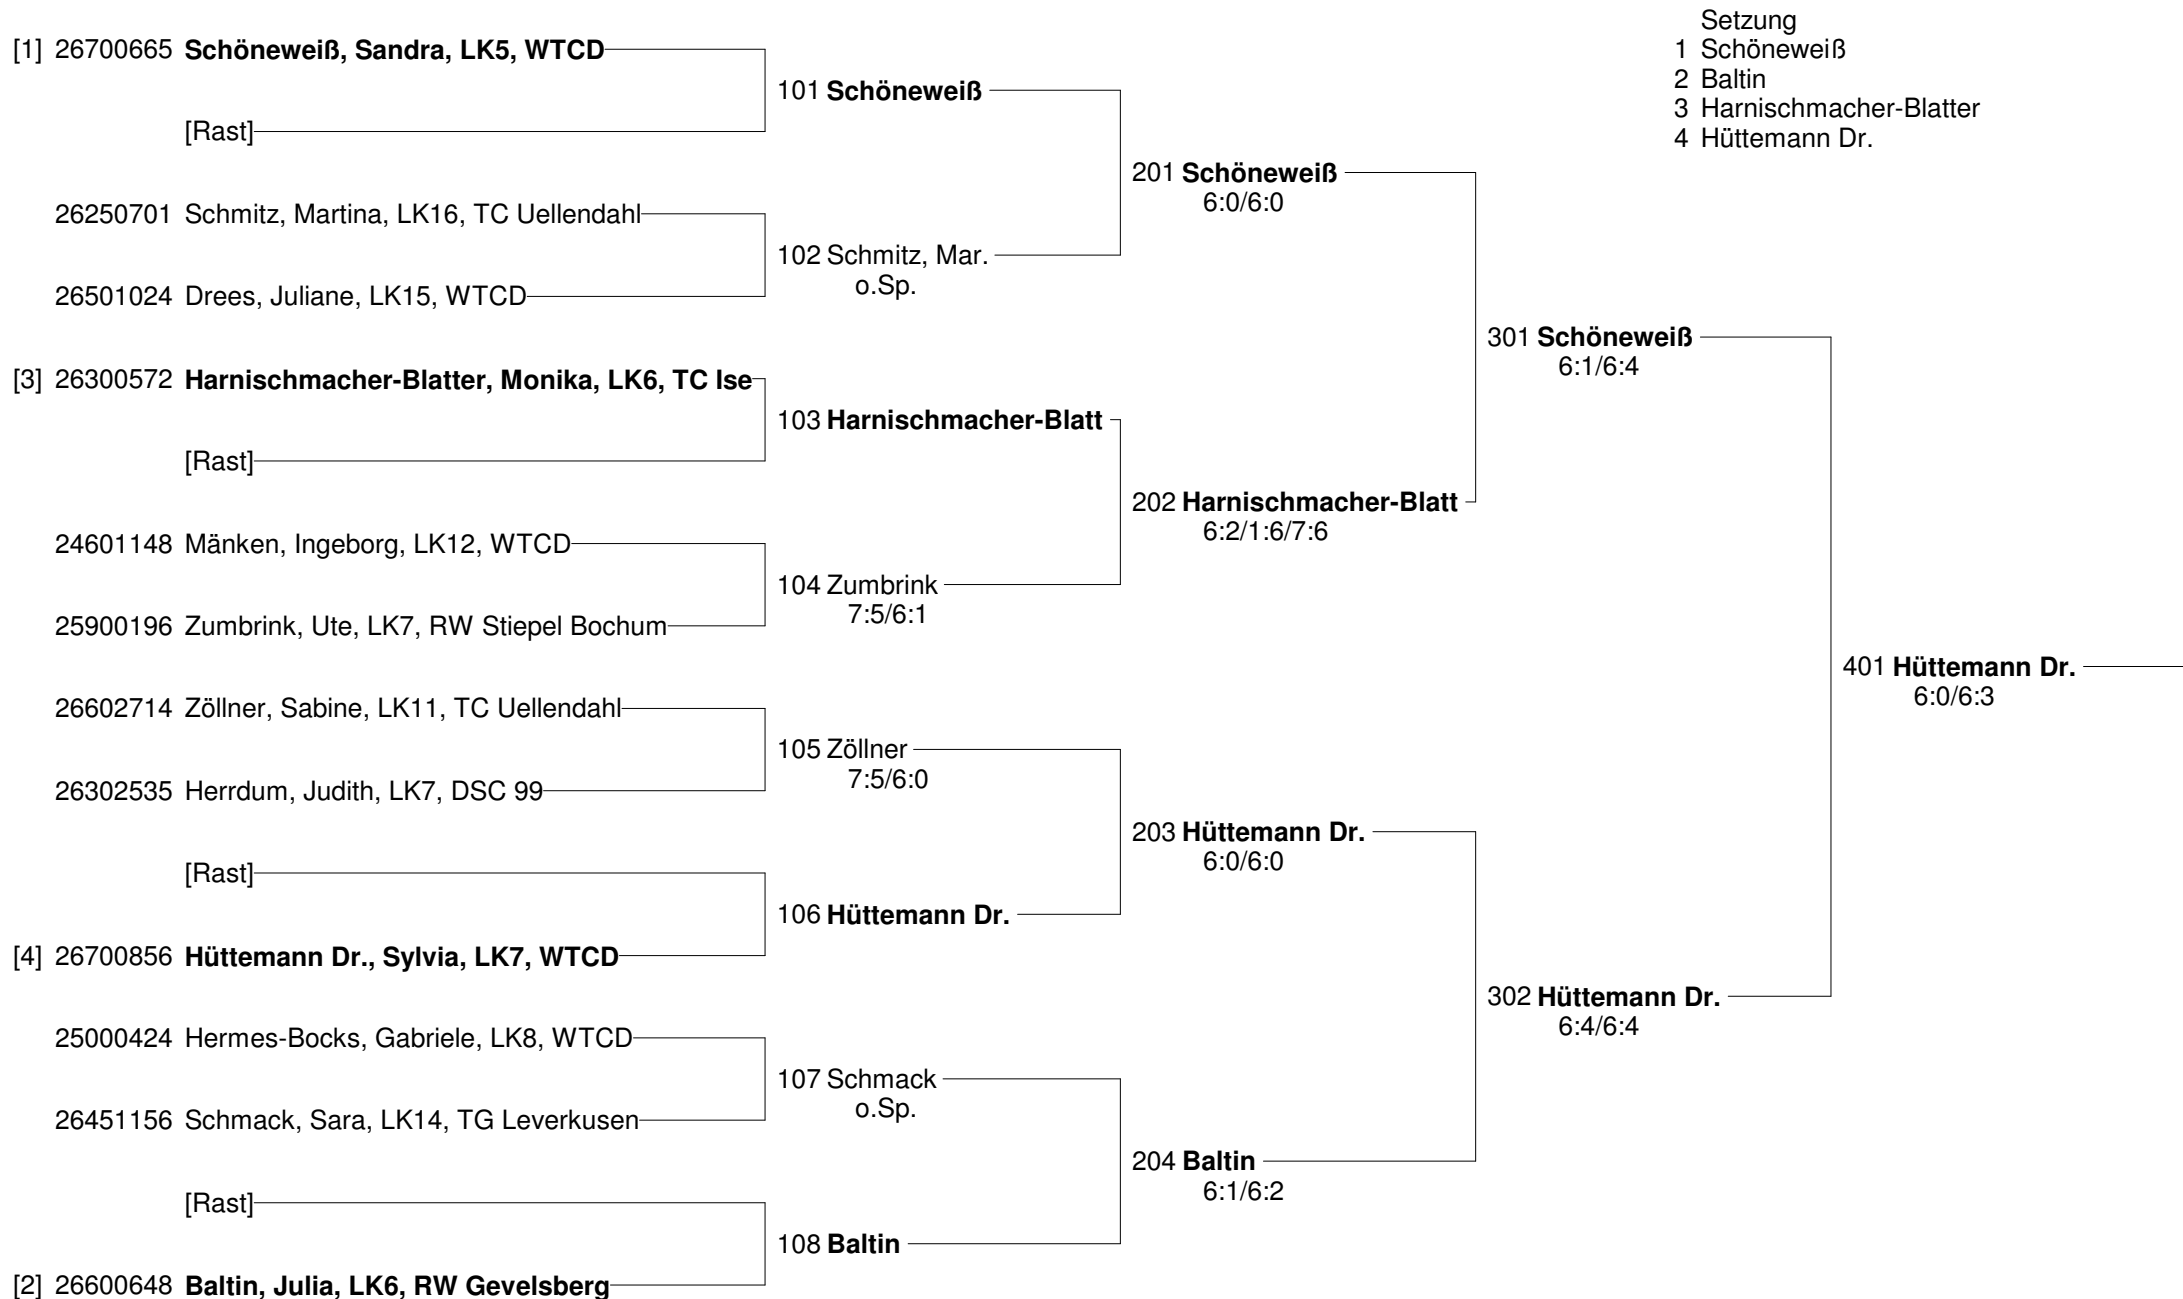 Setzung
1 Schöneweiß
2 Baltin
3 Harnischmacher-Blatter
4 Hüttemann Dr.
[1] 26700665 Schöneweiß, Sandra, LK5, WTCD
[Rast]
26250701 Schmitz, Martina, LK16, TC Uellendahl
26501024 Drees, Juliane, LK15, WTCD
[3] 26300572 Harnischmacher-Blatter, Monika, LK6, TC Ise
[Rast]
24601148 Mänken, Ingeborg, LK12, WTCD
25900196 Zumbrink, Ute, LK7, RW Stiepel Bochum
26602714 Zöllner, Sabine, LK11, TC Uellendahl
26302535 Herrdum, Judith, LK7, DSC 99
[Rast]
[4] 26700856 Hüttemann Dr., Sylvia, LK7, WTCD
25000424 Hermes-Bocks, Gabriele, LK8, WTCD
26451156 Schmack, Sara, LK14, TG Leverkusen
[Rast]
[2] 26600648 Baltin, Julia, LK6, RW Gevelsberg
101 Schöneweiß
102 Schmitz, Mar.
o.Sp.
103 Harnischmacher-Blatt
104 Zumbrink
7:5/6:1
105 Zöllner
7:5/6:0
106 Hüttemann Dr.
107 Schmack
o.Sp.
108 Baltin
201 Schöneweiß
6:0/6:0
202 Harnischmacher-Blatt
6:2/1:6/7:6
203 Hüttemann Dr.
6:0/6:0
204 Baltin
6:1/6:2
301 Schöneweiß
6:1/6:4
302 Hüttemann Dr.
6:4/6:4
401 Hüttemann Dr.
6:0/6:3